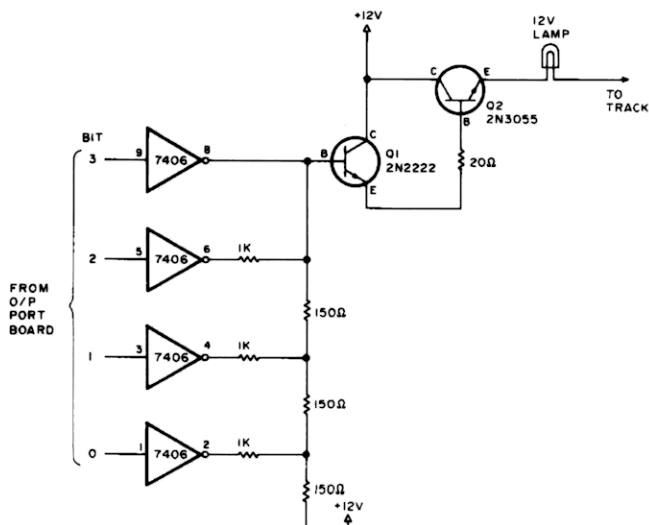 +12V
12V
LAMP
C
E
Q2
2N3055
TO
TRACK
B
BIT
3
9
7406
8
B
C
Q1
2N2222
20Ω
E
2
5
7406
6
1K
FROM
O/P
PORT
BOARD
150Ω
1
3
7406
4
1K
150Ω
0
1
7406
2
1K
150Ω
+12V